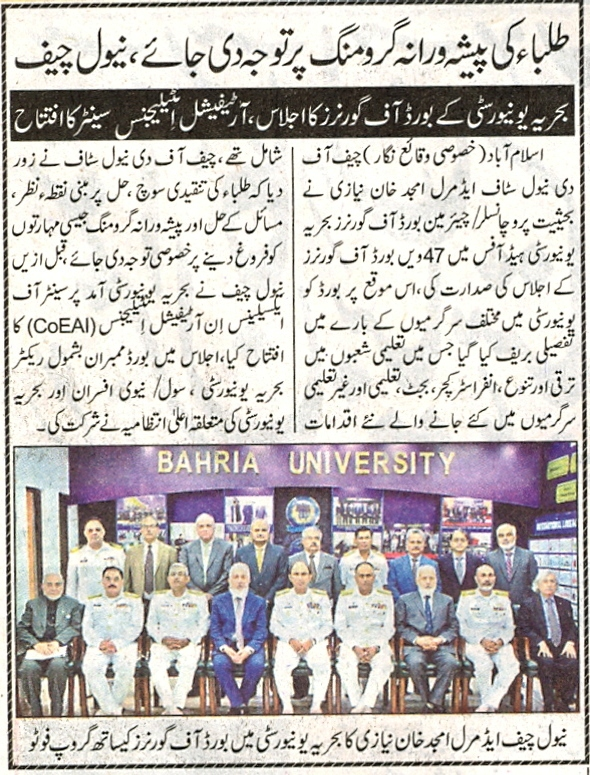 طلباء کی پیشہ ورانہ گرومنگ پر توجہ دی جائے، نیول چیف
بحریہ یونیورسٹی کے بورڈ آف گورنرز کا اجلاس، آرٹیفیشل انٹیلیجنس سینٹر کا افتتاح
اسلام آباد (خصوصی وقائع نگار) چیف آف
دی نیول سٹاف ایڈمرل امجد خان نیازی نے
بحیثیت پرو چانسلر/ چیئرمین بورڈ آف گورنرز بحریہ
یونیورسٹی ہیڈ آفس میں 47ویں بورڈ آف گورنرز
کے اجلاس کی صدارت کی، اس موقع پر بورڈ کو
یونیورسٹی میں مختلف سرگرمیوں کے بارے میں
تفصیلی بریف کیا گیا جس میں تعلیمی شعبوں میں
ترقی اور تنوع، انفراسٹرکچر، بجٹ، تعلیمی اور غیر تعلیمی
سرگرمیوں میں کئے جانے والے نئے اقدامات
شامل تھے، چیف آف دی نیول سٹاف نے زور
دیا کہ طلباء کی تنقیدی سوچ، حل پر مبنی نقطہء نظر،
مسائل کے حل اور پیشہ ورانہ گرومنگ جیسی مہارتوں
کو فروغ دینے پر خصوصی توجہ دی جائے، قبل ازیں
نیول چیف نے بحریہ یونیورسٹی آمد پر سینٹر آف
ایکسیلینس ان آرٹیفیشل انٹیلیجنس (CoEAI) کا
افتتاح کیا، اجلاس میں بورڈ ممبران بشمول ریکٹر
بحریہ یونیورسٹی، سول/ نیوی افسران اور بحریہ
یونیورسٹی کی متعلقہ اعلیٰ انتظامیہ نے شرکت کی۔
BAHRIA UNIVERSITY
نیول چیف ایڈمرل امجد خان نیازی کا بحریہ یونیورسٹی میں بورڈ آف گورنرز کیساتھ گروپ فوٹو